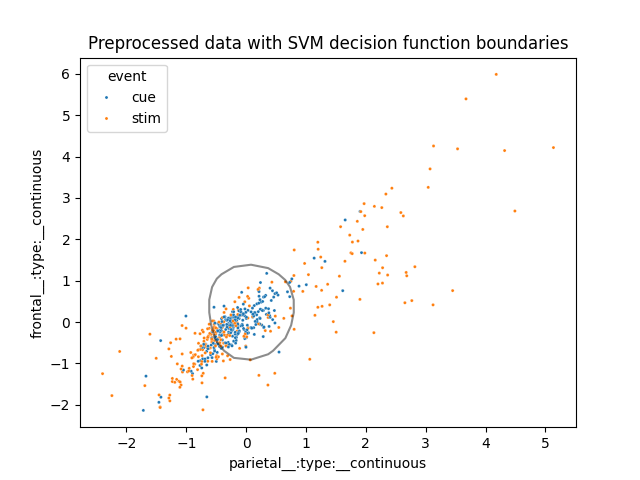 Preprocessed data with SVM decision function boundaries
event
cue
stim
6
5
4
3
2
1
0
−1
−2
frontal__:type:__continuous
−2 −1 0 1 2 3 4 5
parietal__:type:__continuous